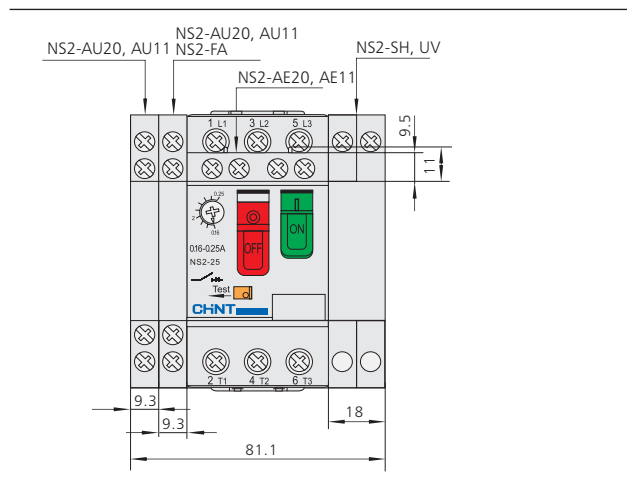 NS2-AU20, AU11
NS2-FA
NS2-AU20, AU11
NS2-SH, UV
NS2-AE20, AE11
1 L1 3 L2 5 L3
9.5
11
0.25
2
0.16
0.16-0.25A
NS2-25
OFF
ON
Test
CHNT
2 T1 4 T2 6 T3
9.3
9.3
18
81.1